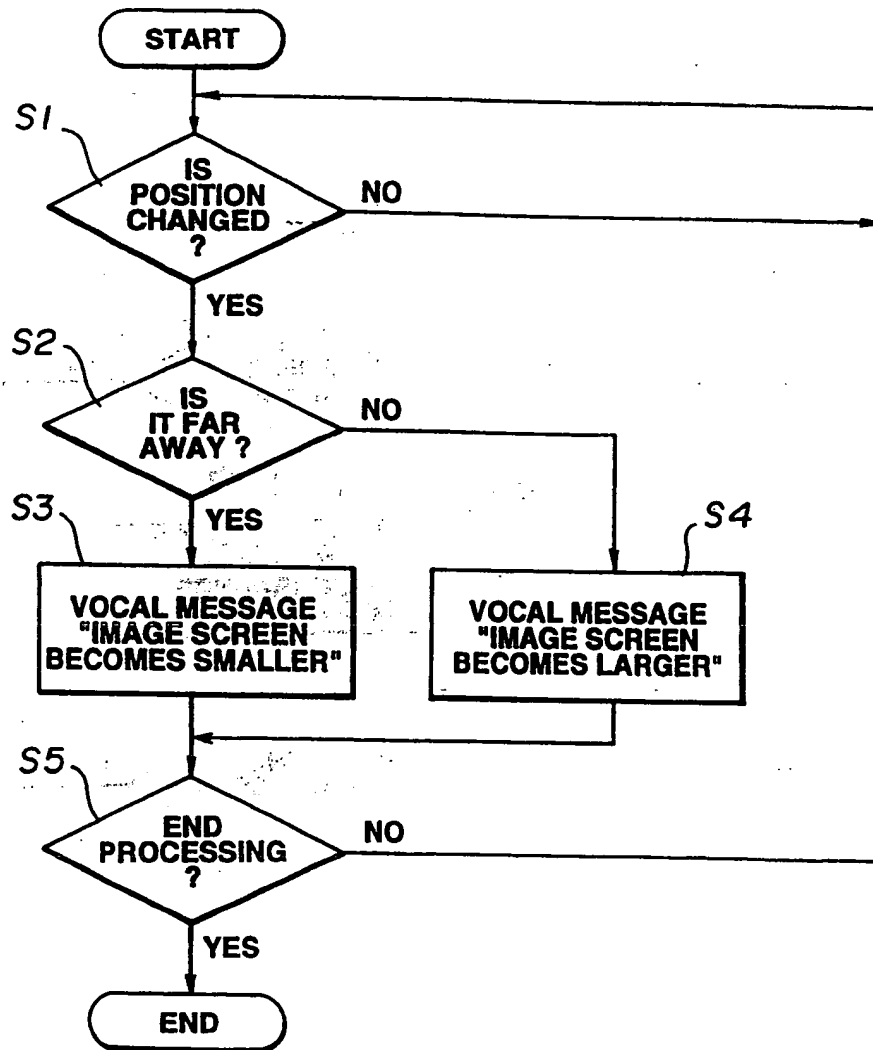 START
S1
IS
POSITION
CHANGED
?
NO
YES
S2
IS
IT FAR
AWAY ?
NO
YES
S3
VOCAL MESSAGE
"IMAGE SCREEN
BECOMES SMALLER"
S4
VOCAL MESSAGE
"IMAGE SCREEN
BECOMES LARGER"
S5
END
PROCESSING
?
NO
YES
END